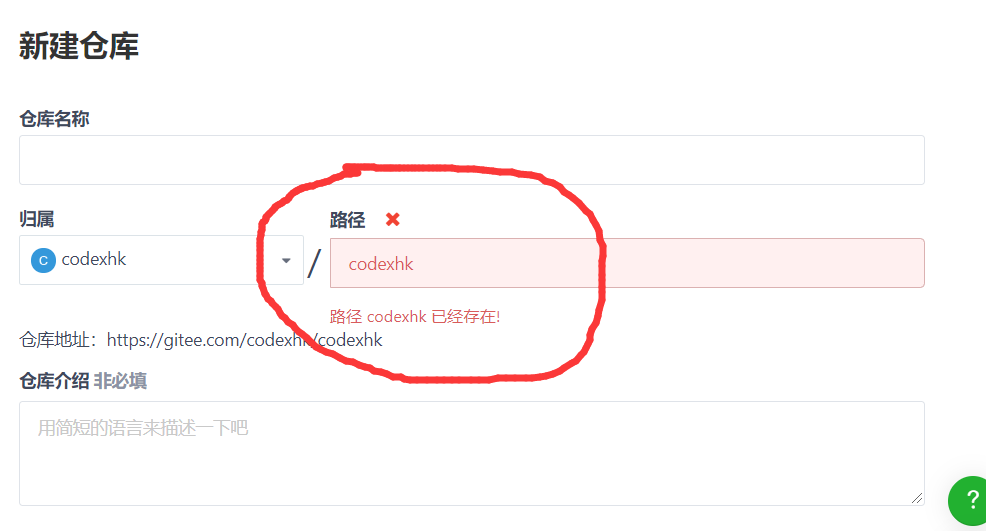 新建仓库
仓库名称
归属
路径 ✖
C codexhk
/
codexhk
路径 codexhk 已经存在!
仓库地址：https://gitee.com/codexhk/codexhk
仓库介绍 非必填
用简短的语言来描述一下吧
?